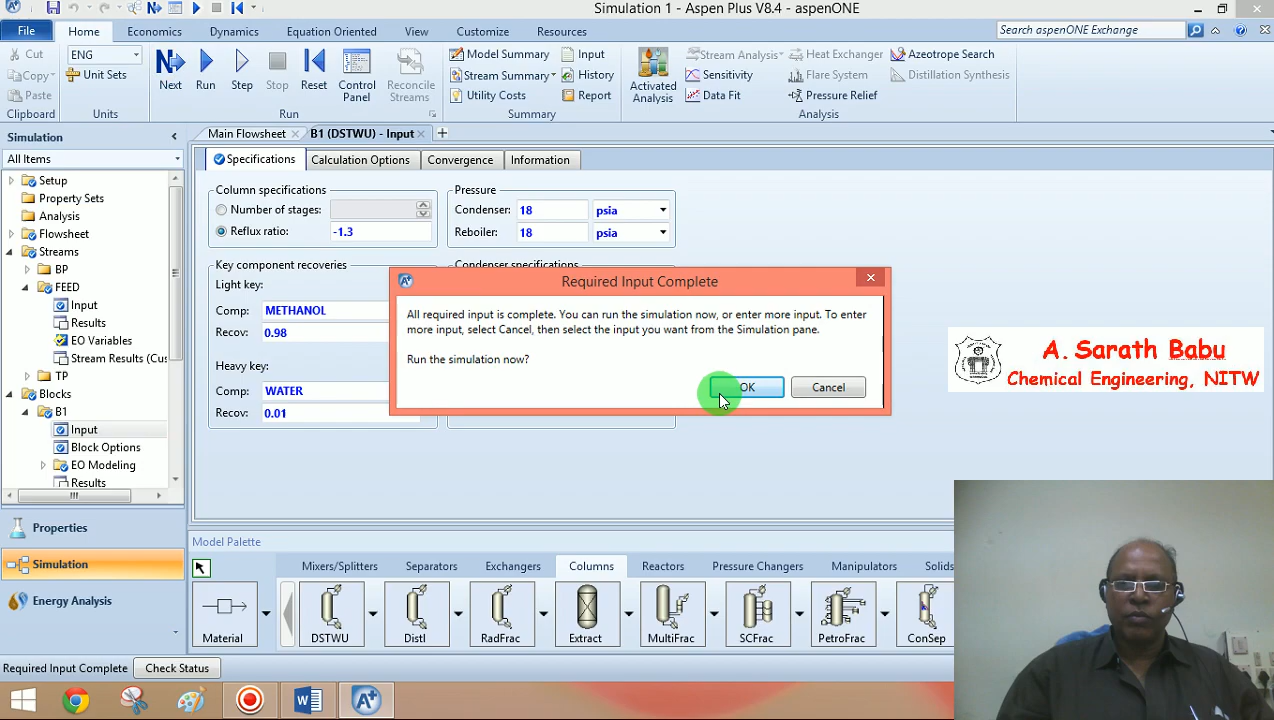 Simulation 1 - Aspen Plus V8.4 - aspenONE
File
Home
Economics
Dynamics
Equation Oriented
View
Customize
Resources
Search aspenONE Exchange
Cut
Copy
Paste
Clipboard
ENG
Unit Sets
Units
Next
Run
Step
Stop
Reset
Control Panel
Reconcile Streams
Run
Model Summary
Stream Summary
Utility Costs
Input
History
Report
Summary
Activated Analysis
Stream Analysis
Sensitivity
Data Fit
Heat Exchanger
Flare System
Pressure Relief
Azeotrope Search
Distillation Synthesis
Analysis
Simulation
All Items
Setup
Property Sets
Analysis
Flowsheet
Streams
BP
FEED
Input
Results
EO Variables
Stream Results (Cus
TP
Blocks
B1
Input
Block Options
EO Modeling
Results
Properties
Simulation
Energy Analysis
Main Flowsheet
B1 (DSTWU) - Input
Specifications
Calculation Options
Convergence
Information
Column specifications
Number of stages:
Reflux ratio: -1.3
Pressure
Condenser: 18 psia
Reboiler: 18 psia
Key component recoveries
Light key:
Comp: METHANOL
Recov: 0.98
Heavy key:
Comp: WATER
Recov: 0.01
Condenser specifications
Required Input Complete
All required input is complete. You can run the simulation now, or enter more input. To enter
more input, select Cancel, then select the input you want from the Simulation pane.
Run the simulation now?
OK
Cancel
A. Sarath Babu
Chemical Engineering, NITW
Model Palette
Mixers/Splitters
Separators
Exchangers
Columns
Reactors
Pressure Changers
Manipulators
Solids
Material
DSTWU
Distl
RadFrac
Extract
MultiFrac
SCFrac
PetroFrac
ConSep
Required Input Complete
Check Status